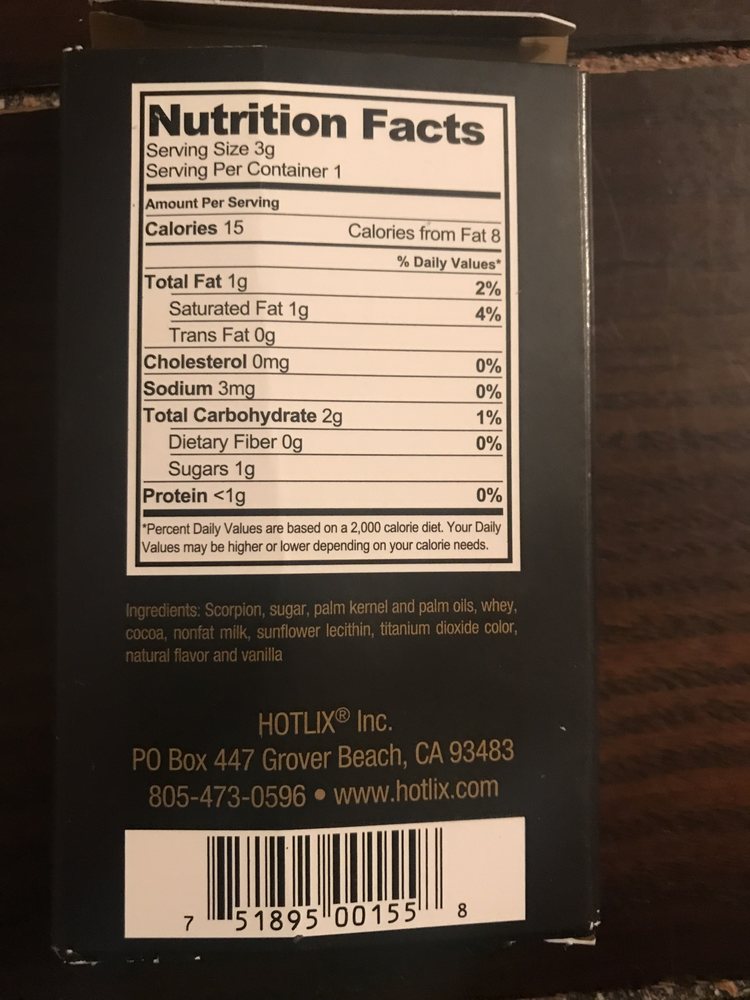 Nutrition Facts
Serving Size 3g
Serving Per Container 1
Amount Per Serving
Calories 15 Calories from Fat 8
% Daily Values*
Total Fat 1g 2%
Saturated Fat 1g 4%
Trans Fat 0g
Cholesterol 0mg 0%
Sodium 3mg 0%
Total Carbohydrate 2g 1%
Dietary Fiber 0g 0%
Sugars 1g
Protein <1g 0%
*Percent Daily Values are based on a 2,000 calorie diet. Your Daily
Values may be higher or lower depending on your calorie needs.
Ingredients: Scorpion, sugar, palm kernel and palm oils, whey,
cocoa, nonfat milk, sunflower lecithin, titanium dioxide color,
natural flavor and vanilla
HOTLIX® Inc.
PO Box 447 Grover Beach, CA 93483
805-473-0596 • www.hotlix.com
7 51895 00155 8